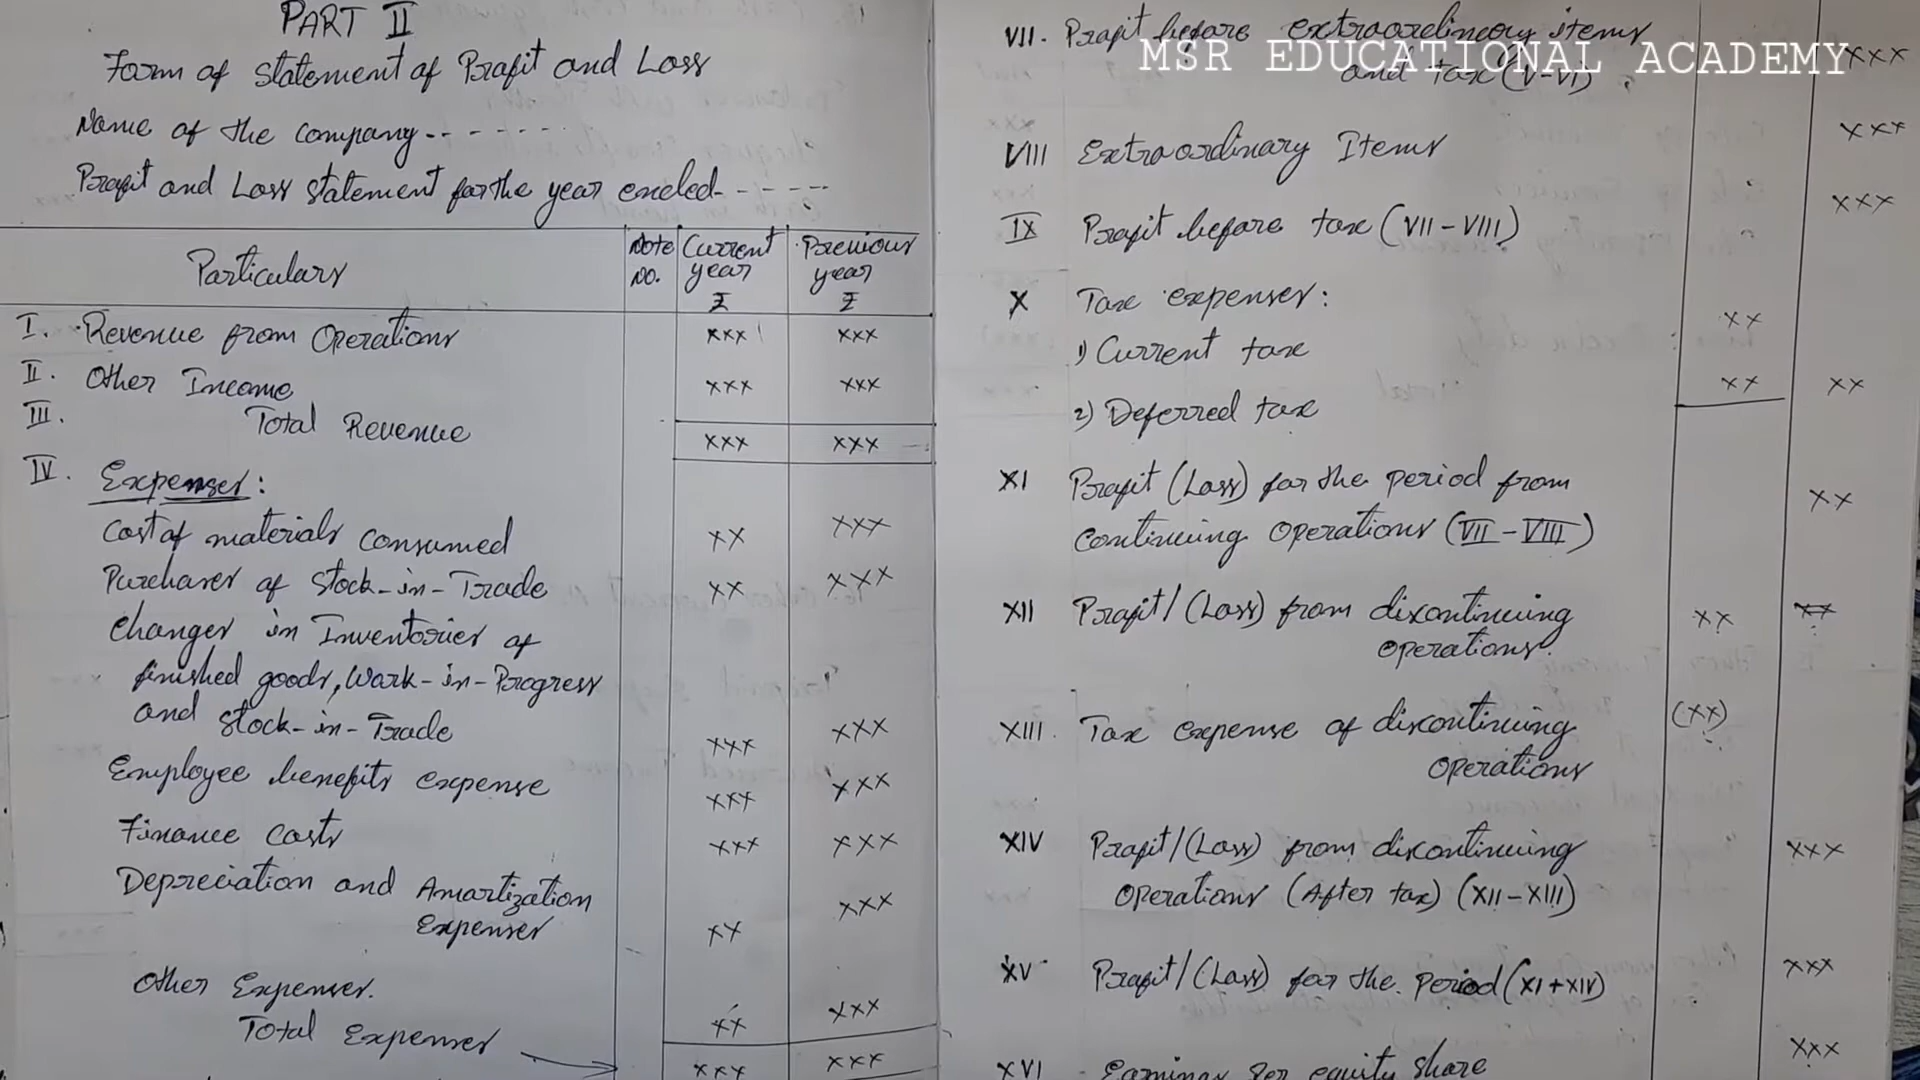 PART II
Form of Statement of Profit and Loss
Name of the company - - - - - - -
Profit and Loss Statement for the year ended - - - - - -
Particulars
Note No.
Current year ₹
Previous year ₹
I. Revenue from Operations xxx xxx
II. Other Income xxx xxx
III. Total Revenue xxx xxx
IV. Expenses:
Cost of materials consumed xx xxx
Purchases of Stock-in-Trade xx xxx
Changes in Inventories of
finished goods, Work-in-Progress
and Stock-in-Trade xxx xxx
Employee benefits expense xxx xxx
Finance Costs xxx xxx
Depreciation and Amartization
Expenses xx xxx
Other Expenses. xx xxx
Total Expenses xxx xxx
VII. Profit before extraordinary items
and tax (V-VI) xxx
MSR EDUCATIONAL ACADEMY
VIII Extraordinary Items xxx
IX Profit before tax (VII-VIII) xxx
X Tax expenses:
1) Current tax xx
2) Deferred tax xx xx
XI Profit (Loss) for the period from
continuing Operations (VII-VIII) xx
XII Profit/(Loss) from discontinuing
operations. xx xx
XIII. Tax expense of discontinuing
Operations (xx)
XIV Profit/(Loss) from discontinuing
Operations (After tax) (XII-XIII) xxx
XV Profit/(Loss) for the Period (XI+XIV) xxx
XVI Earnings Per equity share xxx